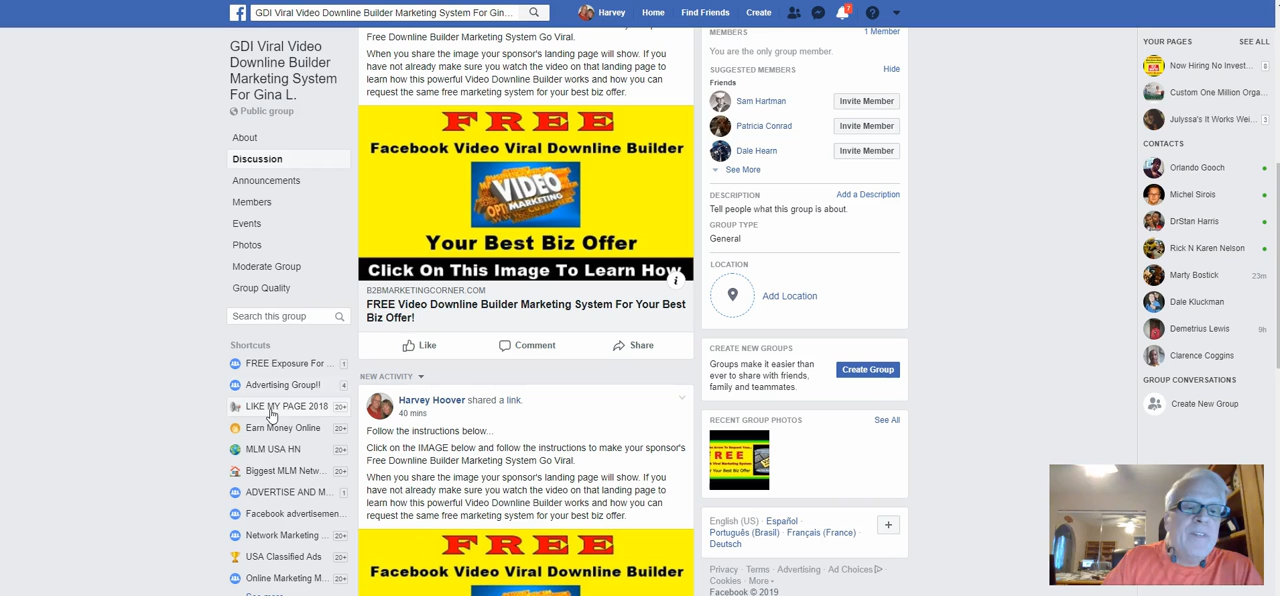 GDI Viral Video Downline Builder Marketing System For Gin...
Harvey
Home
Find Friends
Create
7
GDI Viral Video
Downline Builder
Marketing System
For Gina L.
Public group
About
Discussion
Announcements
Members
Events
Photos
Moderate Group
Group Quality
Search this group
Shortcuts
FREE Exposure For ... 1
Advertising Group!! 4
LIKE MY PAGE 2018 20+
Earn Money Online 20+
MLM USA HN 20+
Biggest MLM Netw... 20+
ADVERTISE AND M... 1
Facebook advertisemen...
Network Marketing ... 20+
USA Classified Ads 20+
Online Marketing M... 20+
Free Downline Builder Marketing System Go Viral.
When you share the image your sponsor's landing page will show. If you
have not already make sure you watch the video on that landing page to
learn how this powerful Video Downline Builder works and how you can
request the same free marketing system for your best biz offer.
FREE
Facebook Video Viral Downline Builder
VIDEO
OPTI MARKETING
Your Best Biz Offer
Click On This Image To Learn How
B2BMARKETINGCORNER.COM
FREE Video Downline Builder Marketing System For Your Best
Biz Offer!
Like
Comment
Share
NEW ACTIVITY
Harvey Hoover shared a link.
40 mins
Follow the instructions below...
Click on the IMAGE below and follow the instructions to make your sponsor's
Free Downline Builder Marketing System Go Viral.
When you share the image your sponsor's landing page will show. If you
have not already make sure you watch the video on that landing page to
learn how this powerful Video Downline Builder works and how you can
request the same free marketing system for your best biz offer.
FREE
Facebook Video Viral Downline Builder
MEMBERS
1 Member
You are the only group member.
SUGGESTED MEMBERS
Hide
Friends
Sam Hartman
Invite Member
Patricia Conrad
Invite Member
Dale Hearn
Invite Member
See More
DESCRIPTION
Add a Description
Tell people what this group is about.
GROUP TYPE
General
LOCATION
Add Location
CREATE NEW GROUPS
Groups make it easier than
ever to share with friends,
family and teammates.
Create Group
RECENT GROUP PHOTOS
See All
FREE
English (US) · Español ·
Português (Brasil) · Français (France) ·
Deutsch
Privacy · Terms · Advertising · Ad Choices
Cookies · More
Facebook © 2019
YOUR PAGES
SEE ALL
Now Hiring No Invest... 8
Custom One Million Orga...
Julyssa's It Works Wei... 3
CONTACTS
Orlando Gooch
Michel Sirois
DrStan Harris
Rick N Karen Nelson
Marty Bostick 23m
Dale Kluckman
Demetrius Lewis 9h
Clarence Coggins
GROUP CONVERSATIONS
Create New Group